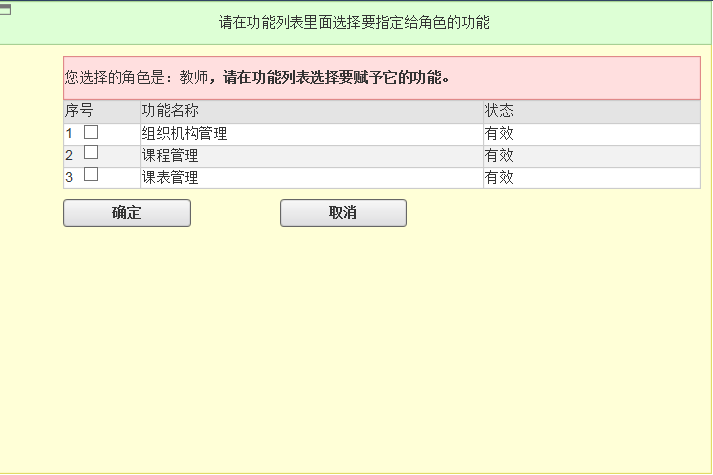 请在功能列表里面选择要指定给角色的功能
您选择的角色是：教师，请在功能列表选择要赋予它的功能。
序号 功能名称 状态
1 组织机构管理 有效
2 课程管理 有效
3 课表管理 有效
确定 取消